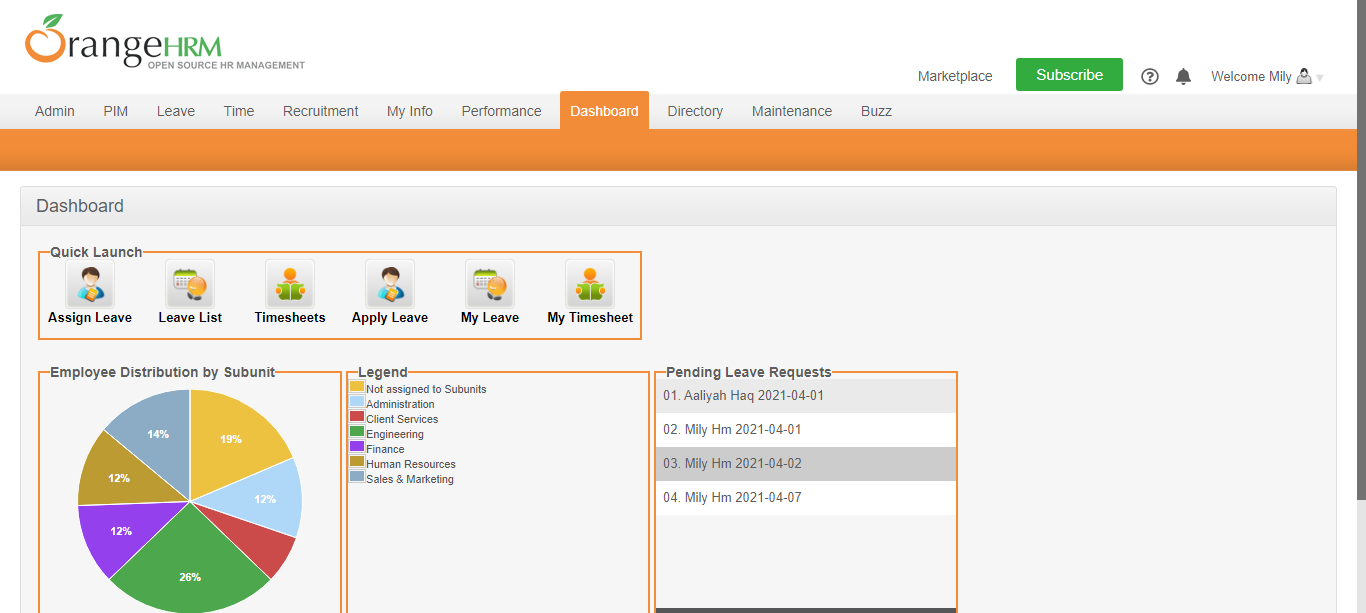 OrangeHRM
OPEN SOURCE HR MANAGEMENT
Marketplace
Subscribe
?
Welcome Mily
Admin PIM Leave Time Recruitment My Info Performance Dashboard Directory Maintenance Buzz
Dashboard
Quick Launch
Assign Leave Leave List Timesheets Apply Leave My Leave My Timesheet
Employee Distribution by Subunit
19%
12%
26%
12%
12%
14%
Legend
Not assigned to Subunits
Administration
Client Services
Engineering
Finance
Human Resources
Sales & Marketing
Pending Leave Requests
01. Aaliyah Haq 2021-04-01
02. Mily Hm 2021-04-01
03. Mily Hm 2021-04-02
04. Mily Hm 2021-04-07